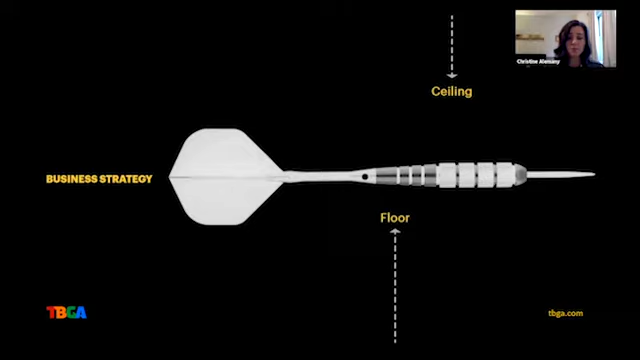 Christine Alemany
Ceiling
BUSINESS STRATEGY
Floor
TBGA
tbga.com